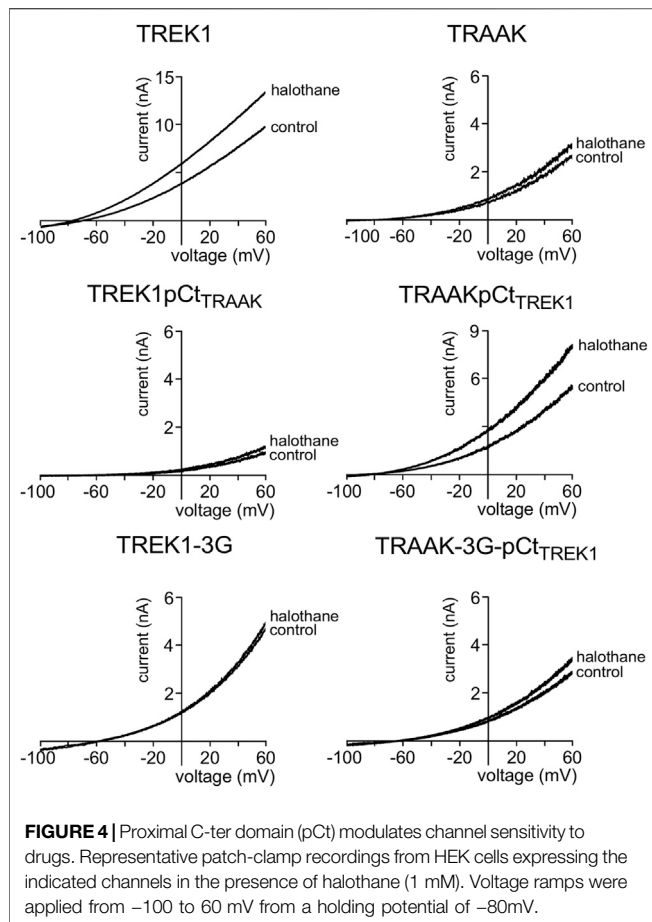 TREK1
TRAAK
current (nA)
15
10
5
halothane
control
-100 -60 -20 20 60
voltage (mV)
current (nA)
6
4
2
halothane
control
-100 -60 -20 20 60
voltage (mV)
TREK1pCtTRAAK
TRAAKpCtTREK1
current (nA)
6
4
2
halothane
control
-100 -60 -20 20 60
voltage (mV)
current (nA)
9
6
halothane
control
-100 -60 -20 20 60
voltage (mV)
TREK1-3G
TRAAK-3G-pCtTREK1
current (nA)
6
4
2
halothane
control
-100 -60 -20 20 60
voltage (mV)
current (nA)
6
4
2
halothane
control
-100 -60 -20 20 60
voltage (mV)
FIGURE 4 | Proximal C-ter domain (pCt) modulates channel sensitivity to
drugs. Representative patch-clamp recordings from HEK cells expressing the
indicated channels in the presence of halothane (1 mM). Voltage ramps were
applied from −100 to 60 mV from a holding potential of −80mV.